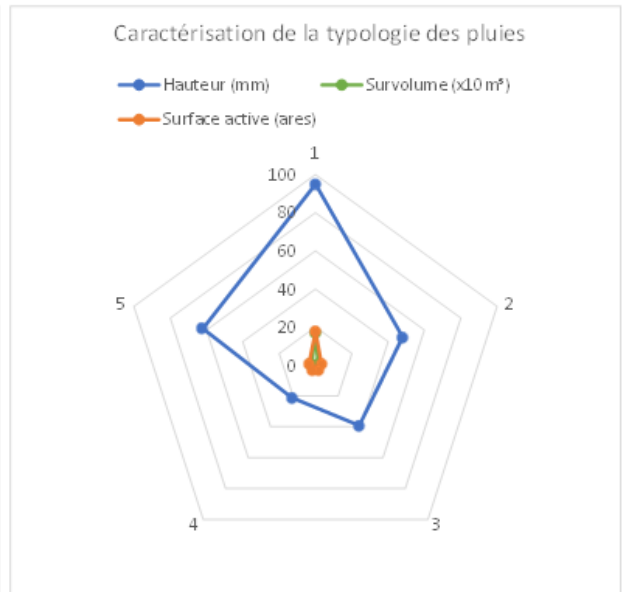 Caractérisation de la typologie des pluies
Hauteur (mm)
Survolume (x10 m³)
Surface active (ares)
1
100
80
60
40
20
0
5
2
4
3